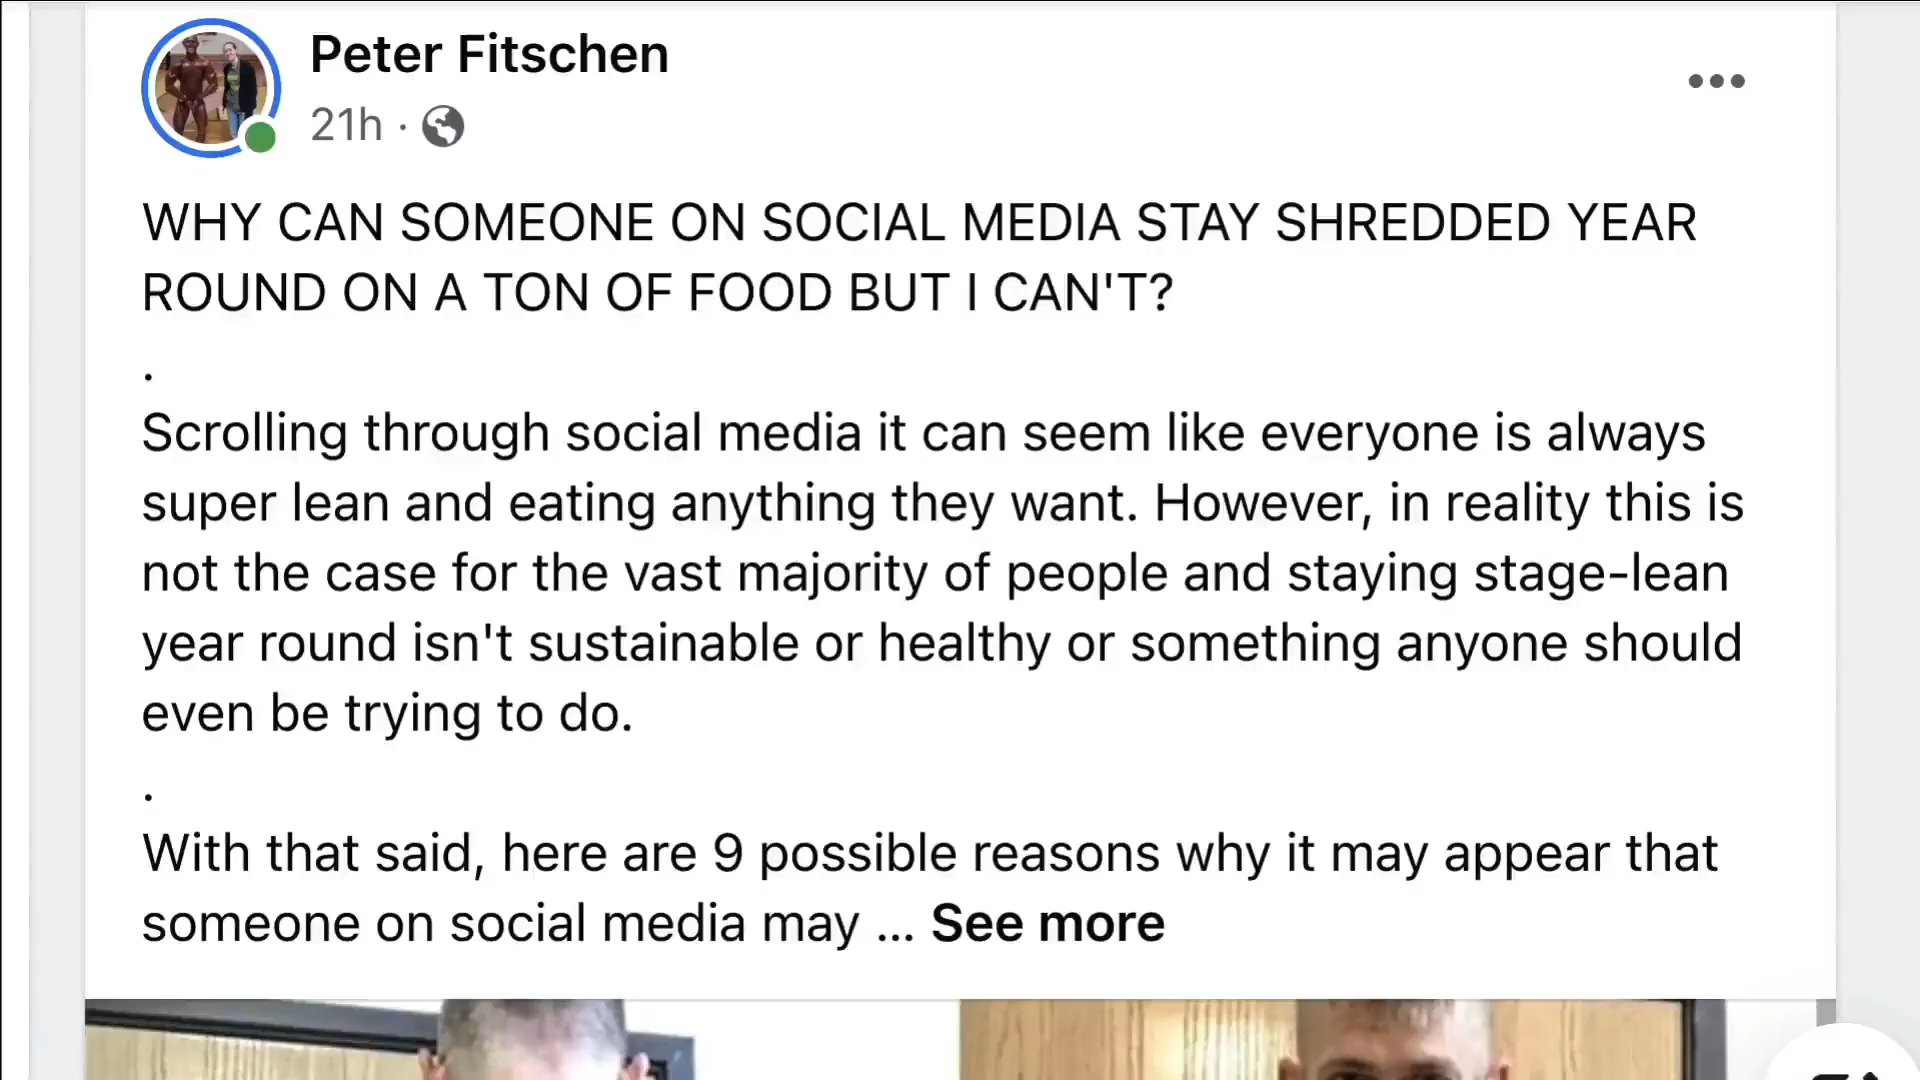 Peter Fitschen
21h ·
WHY CAN SOMEONE ON SOCIAL MEDIA STAY SHREDDED YEAR
ROUND ON A TON OF FOOD BUT I CAN'T?
.
Scrolling through social media it can seem like everyone is always
super lean and eating anything they want. However, in reality this is
not the case for the vast majority of people and staying stage-lean
year round isn't sustainable or healthy or something anyone should
even be trying to do.
.
With that said, here are 9 possible reasons why it may appear that
someone on social media may ... See more